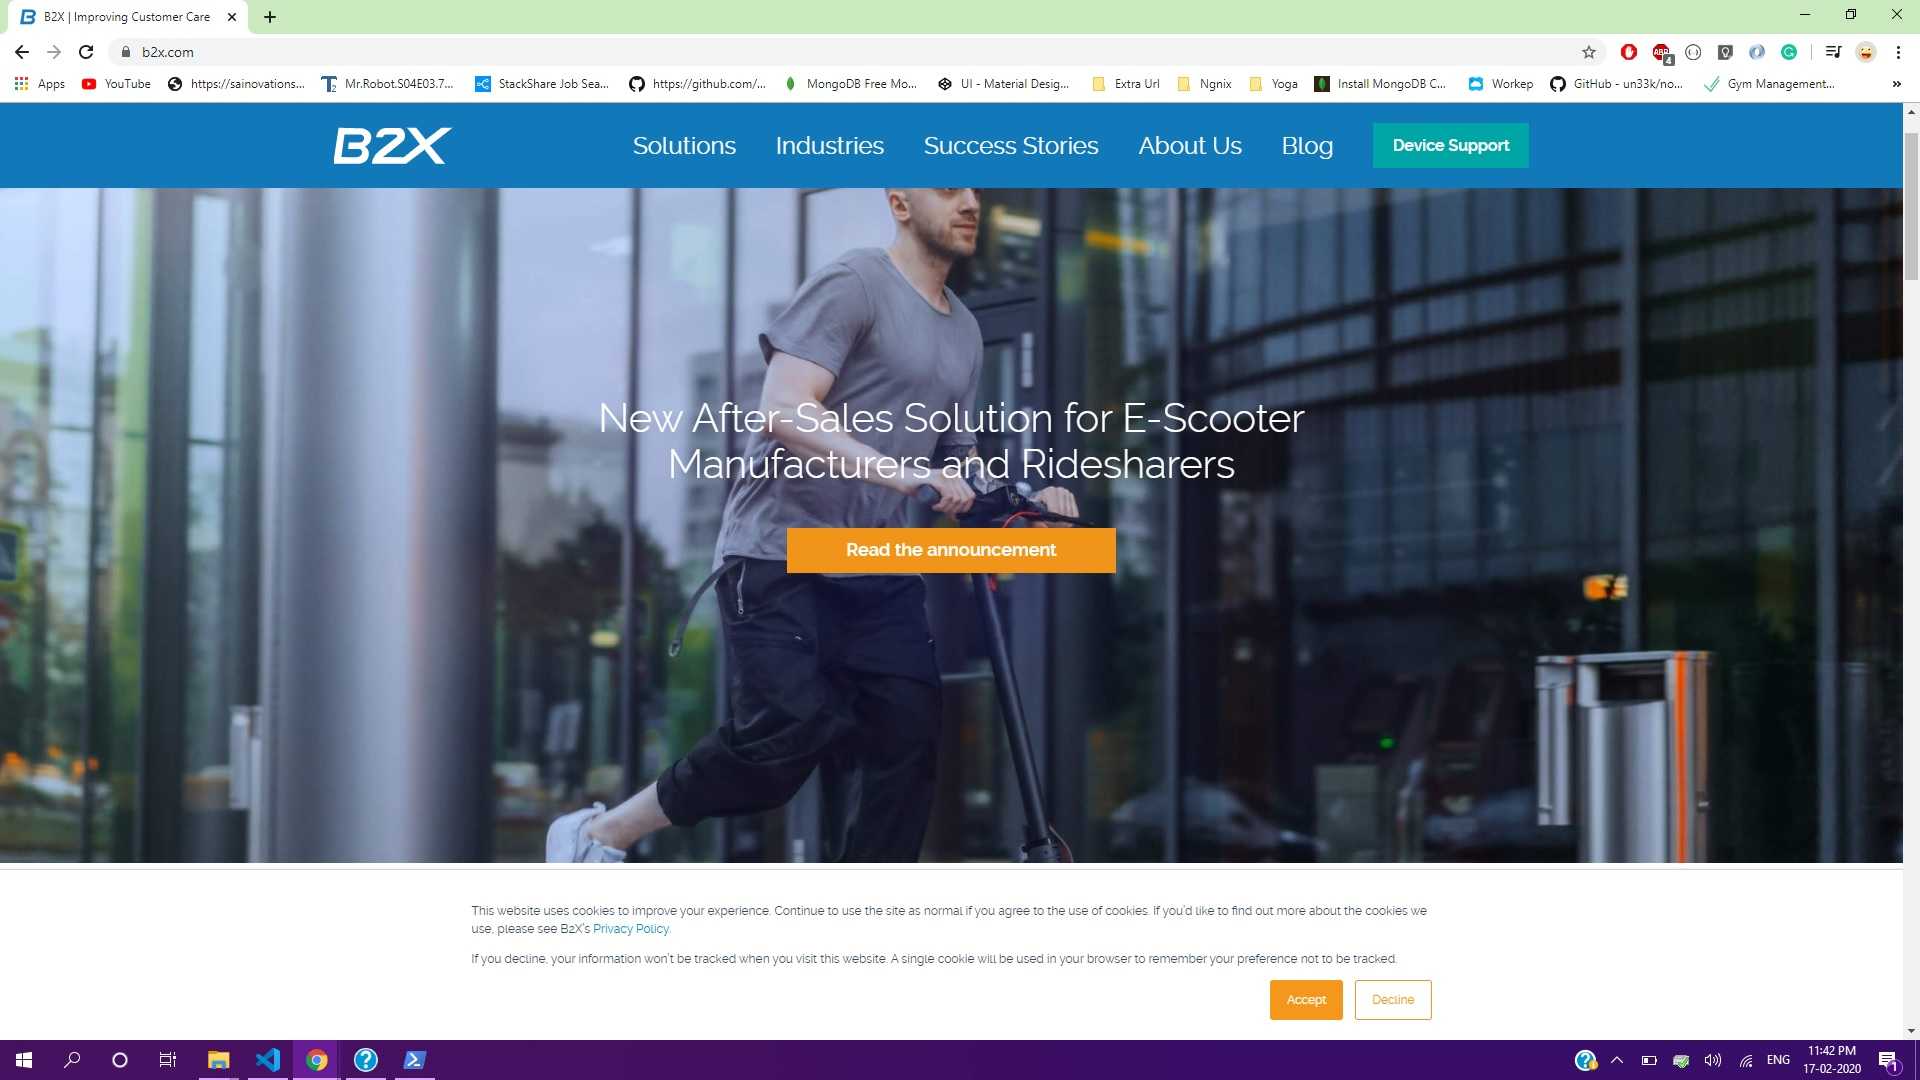 B2X | Improving Customer Care
b2x.com
4
Apps YouTube https://sainovations... Mr.Robot.S04E03.7... StackShare Job Sea... https://github.com/... MongoDB Free Mo... UI - Material Desig... Extra Url Ngnix Yoga Install MongoDB C... Workep GitHub - un33k/no... Gym Management...
B2X Solutions Industries Success Stories About Us Blog Device Support
New After-Sales Solution for E-Scooter
Manufacturers and Ridesharers
Read the announcement
This website uses cookies to improve your experience. Continue to use the site as normal if you agree to the use of cookies. If you'd like to find out more about the cookies we
use, please see B2X's Privacy Policy.
If you decline, your information won't be tracked when you visit this website. A single cookie will be used in your browser to remember your preference not to be tracked.
Accept Decline
ENG
11:42 PM
17-02-2020
1